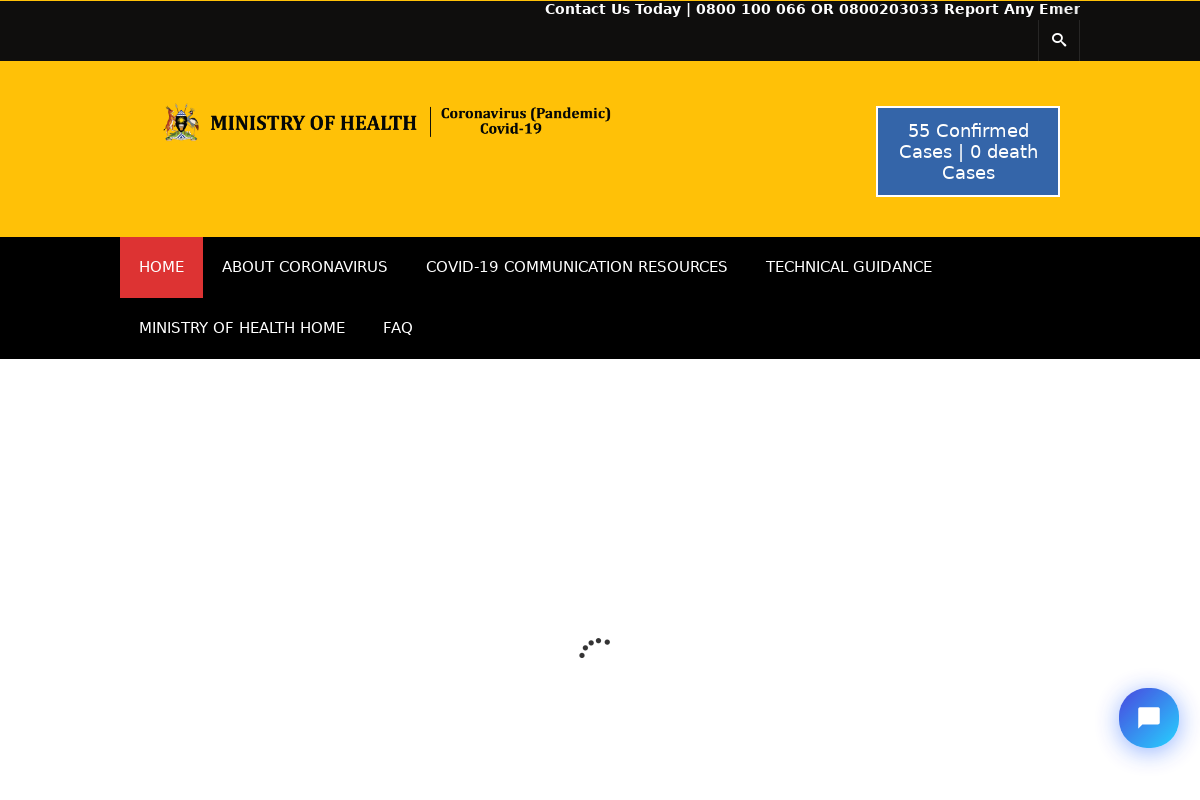 Contact Us Today | 0800 100 066 OR 0800203033 Report Any Emer
MINISTRY OF HEALTH
Coronavirus (Pandemic)
Covid-19
55 Confirmed
Cases | 0 death
Cases
HOME ABOUT CORONAVIRUS COVID-19 COMMUNICATION RESOURCES TECHNICAL GUIDANCE
MINISTRY OF HEALTH HOME FAQ